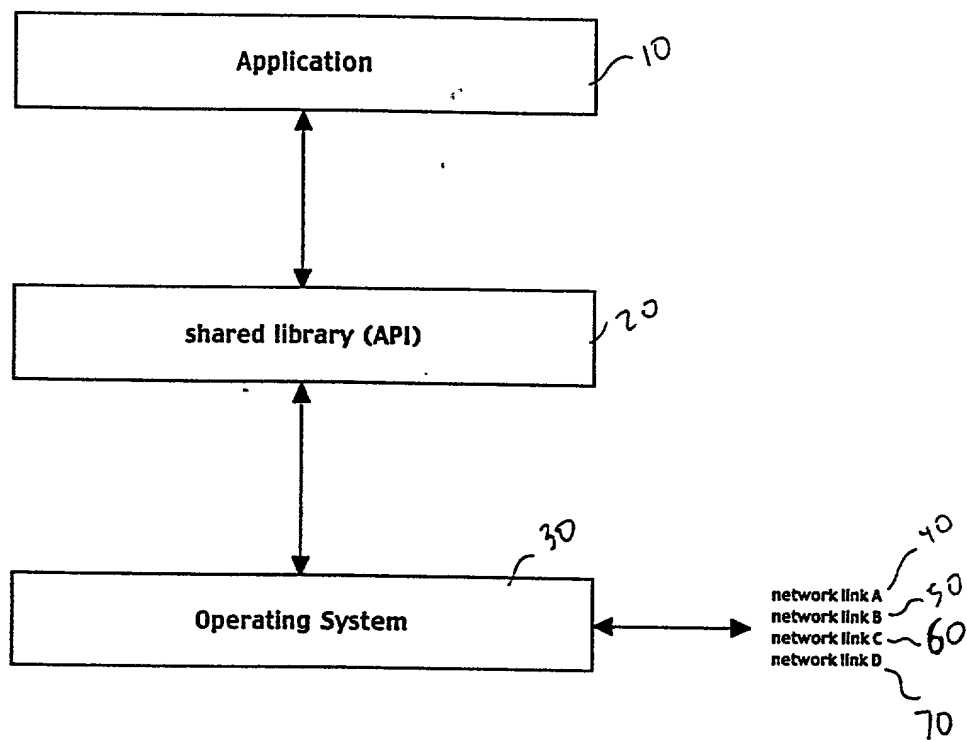 Application
10
shared library (API)
20
30
Operating System
40
network link A
50
network link B
network link C
60
network link D
70